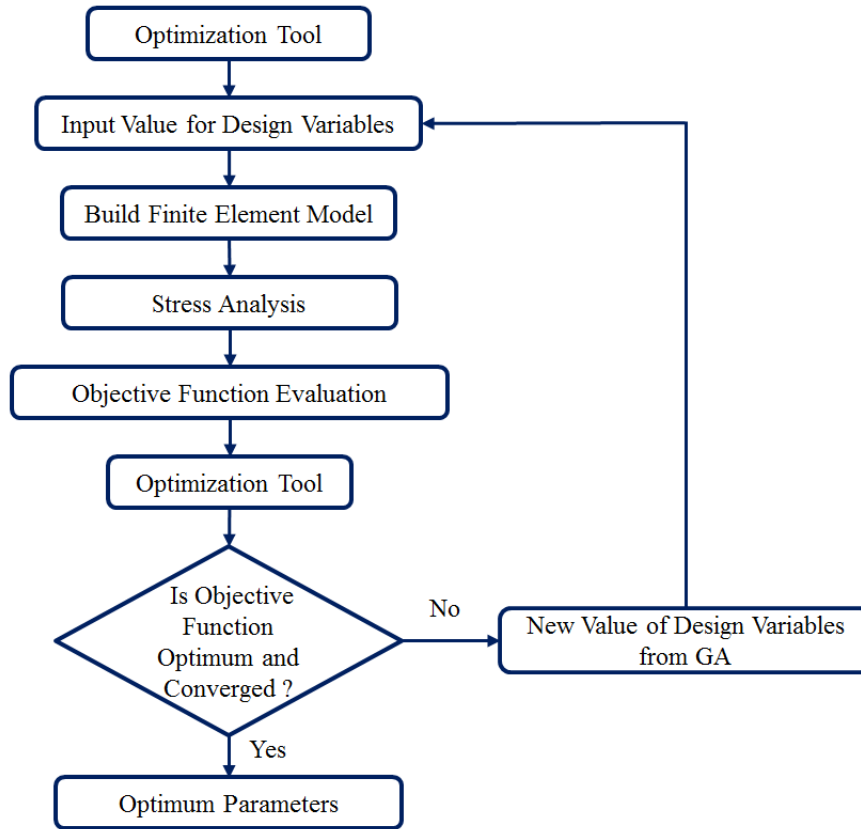 Optimization Tool
Input Value for Design Variables
Build Finite Element Model
Stress Analysis
Objective Function Evaluation
Optimization Tool
Is Objective
Function
Optimum and
Converged ?
No
New Value of Design Variables
from GA
Yes
Optimum Parameters